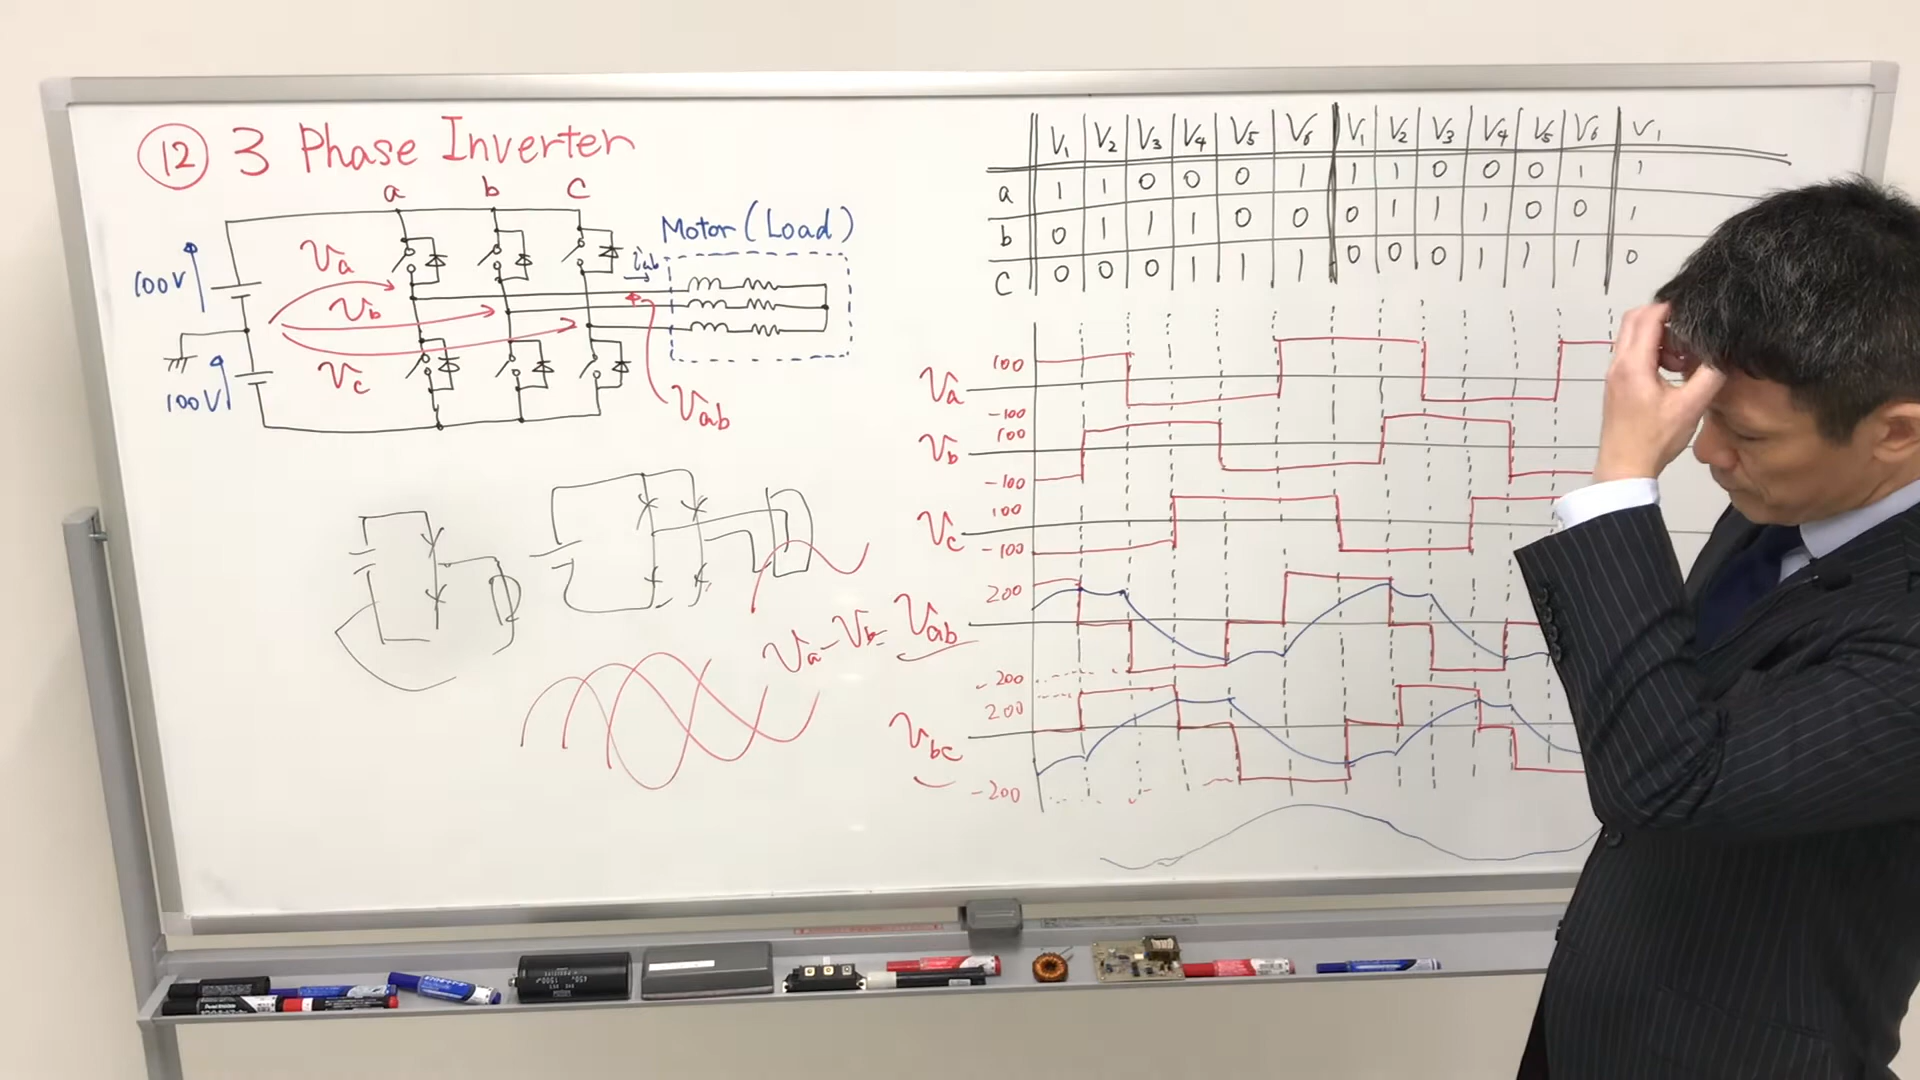 ⑫ 3 Phase Inverter
a b c
Motor (Load)
100V
Va
Vb
Vc
iab
100V
Vab
Va - Vb = Vab
V1 V2 V3 V4 V5 V6 V1 V2 V3 V4 V5 V6 V1
a 1 1 0 0 0 1 1 1 0 0 0 1 1
b 0 1 1 1 0 0 0 1 1 1 0 0 1
C 0 0 0 1 1 1 0 0 0 1 1 1 0
100
Va
-100
100
Vb
-100
100
Vc
-100
200
-200
200
Vbc
-200